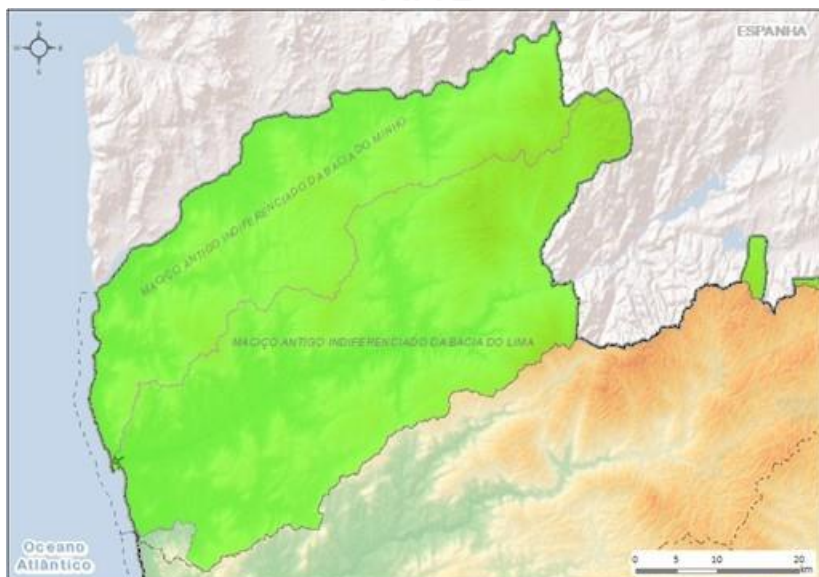 ESPANHA
MACIÇO ANTIGO INDIFERENCIADO DA BACIA DO MINHO
MACIÇO ANTIGO INDIFERENCIADO DA BACIA DO LIMA
Oceano
Atlântico
0 5 10 20
km